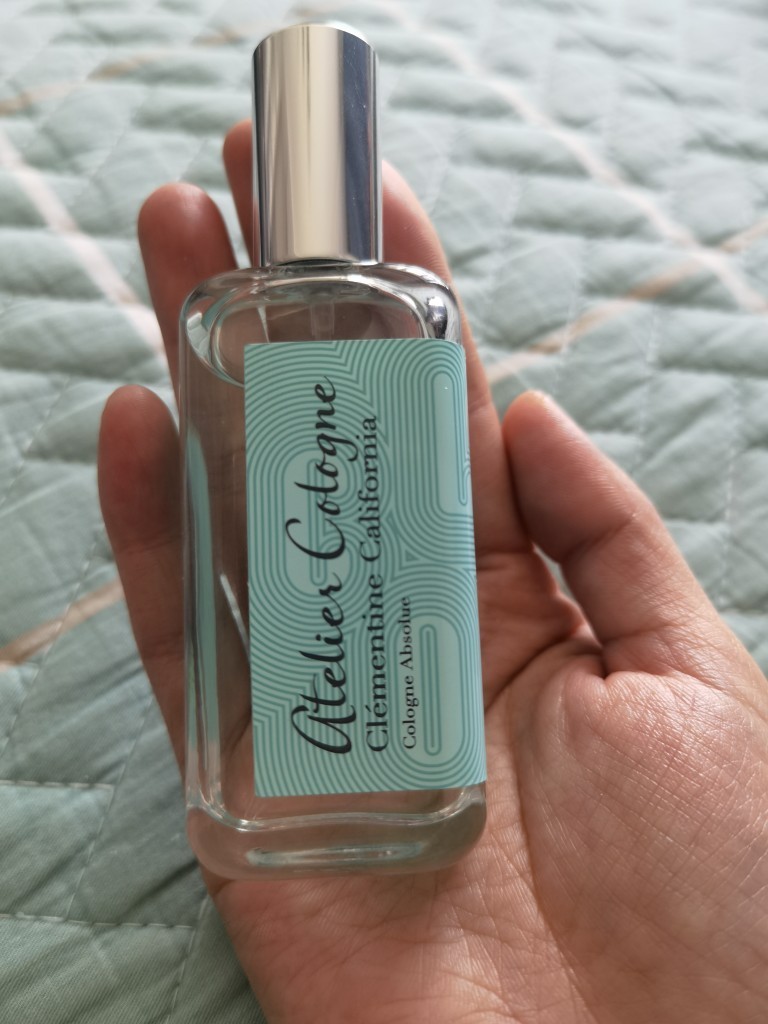 Atelier Cologne
Clémentine California
Cologne Absolue